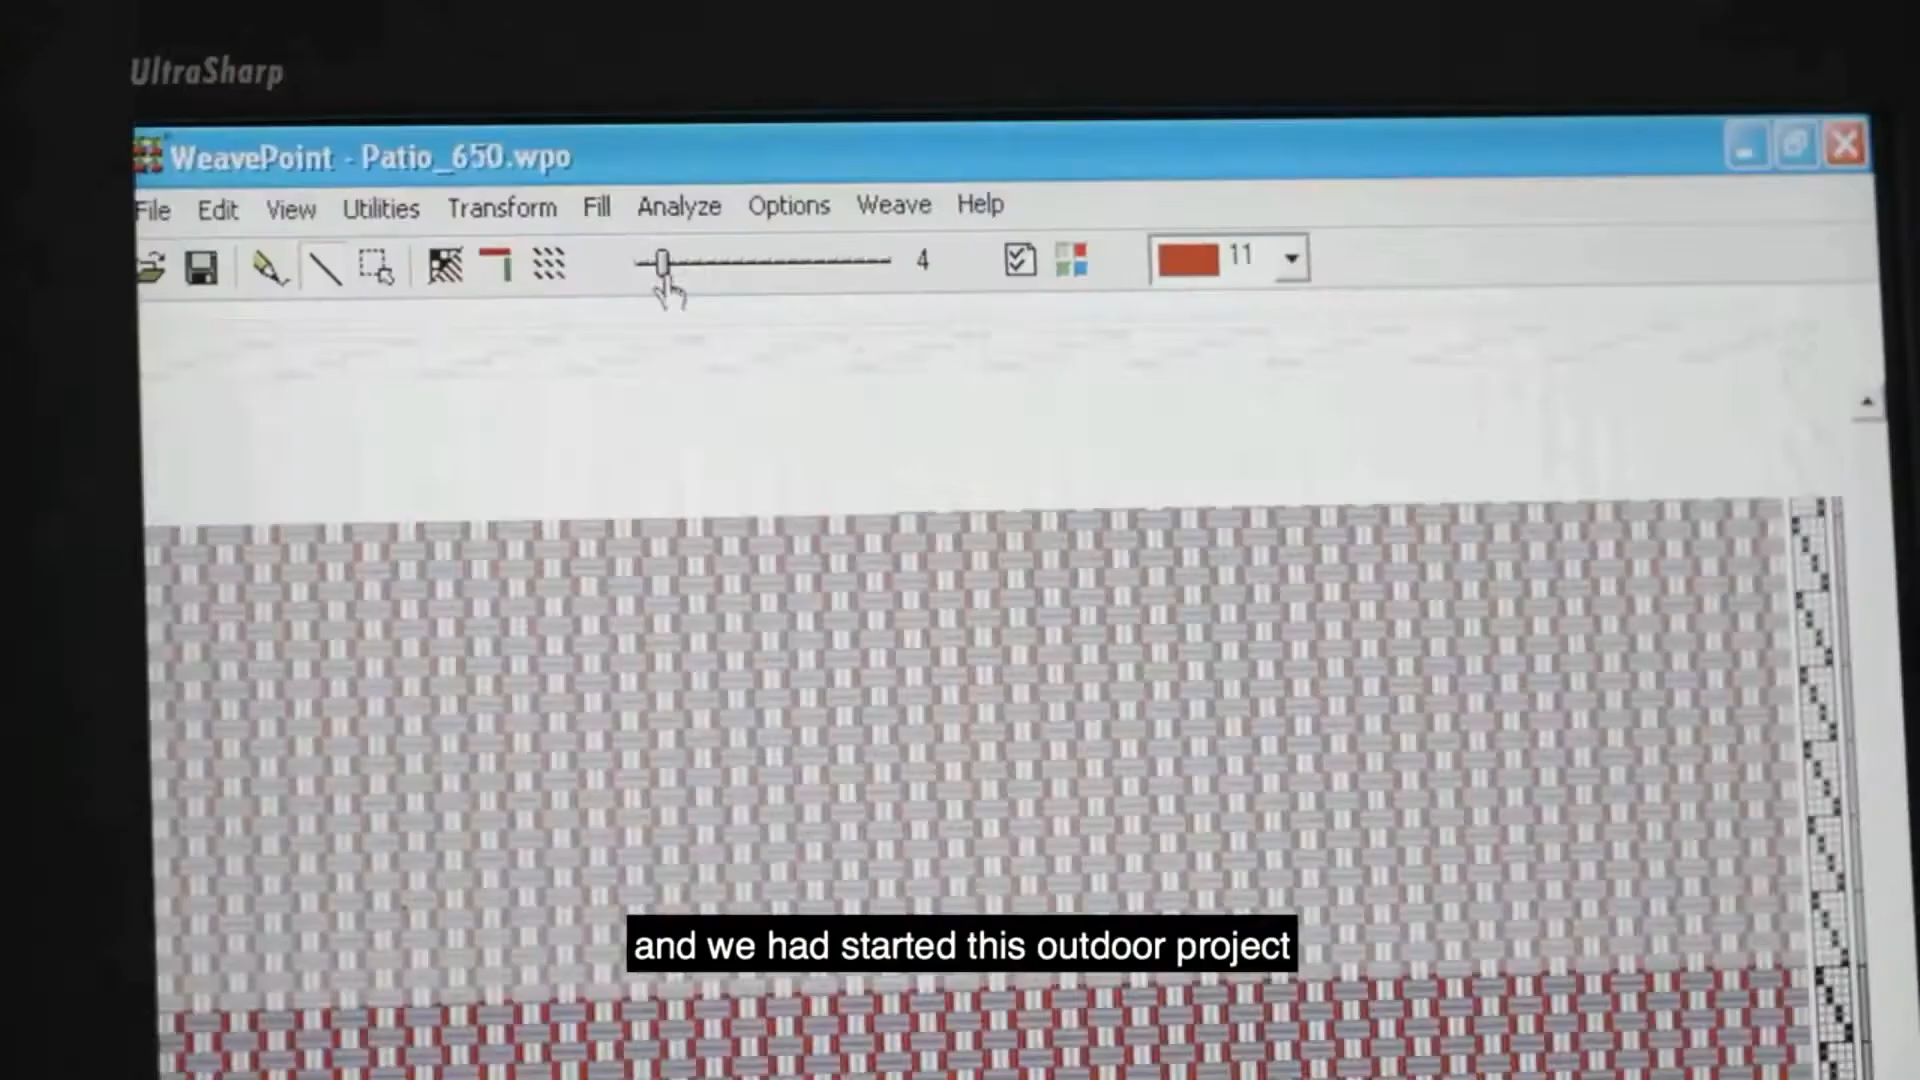 UltraSharp
WeavePoint - Patio_650.wpo
File Edit View Utilities Transform Fill Analyze Options Weave Help
4 11
and we had started this outdoor project